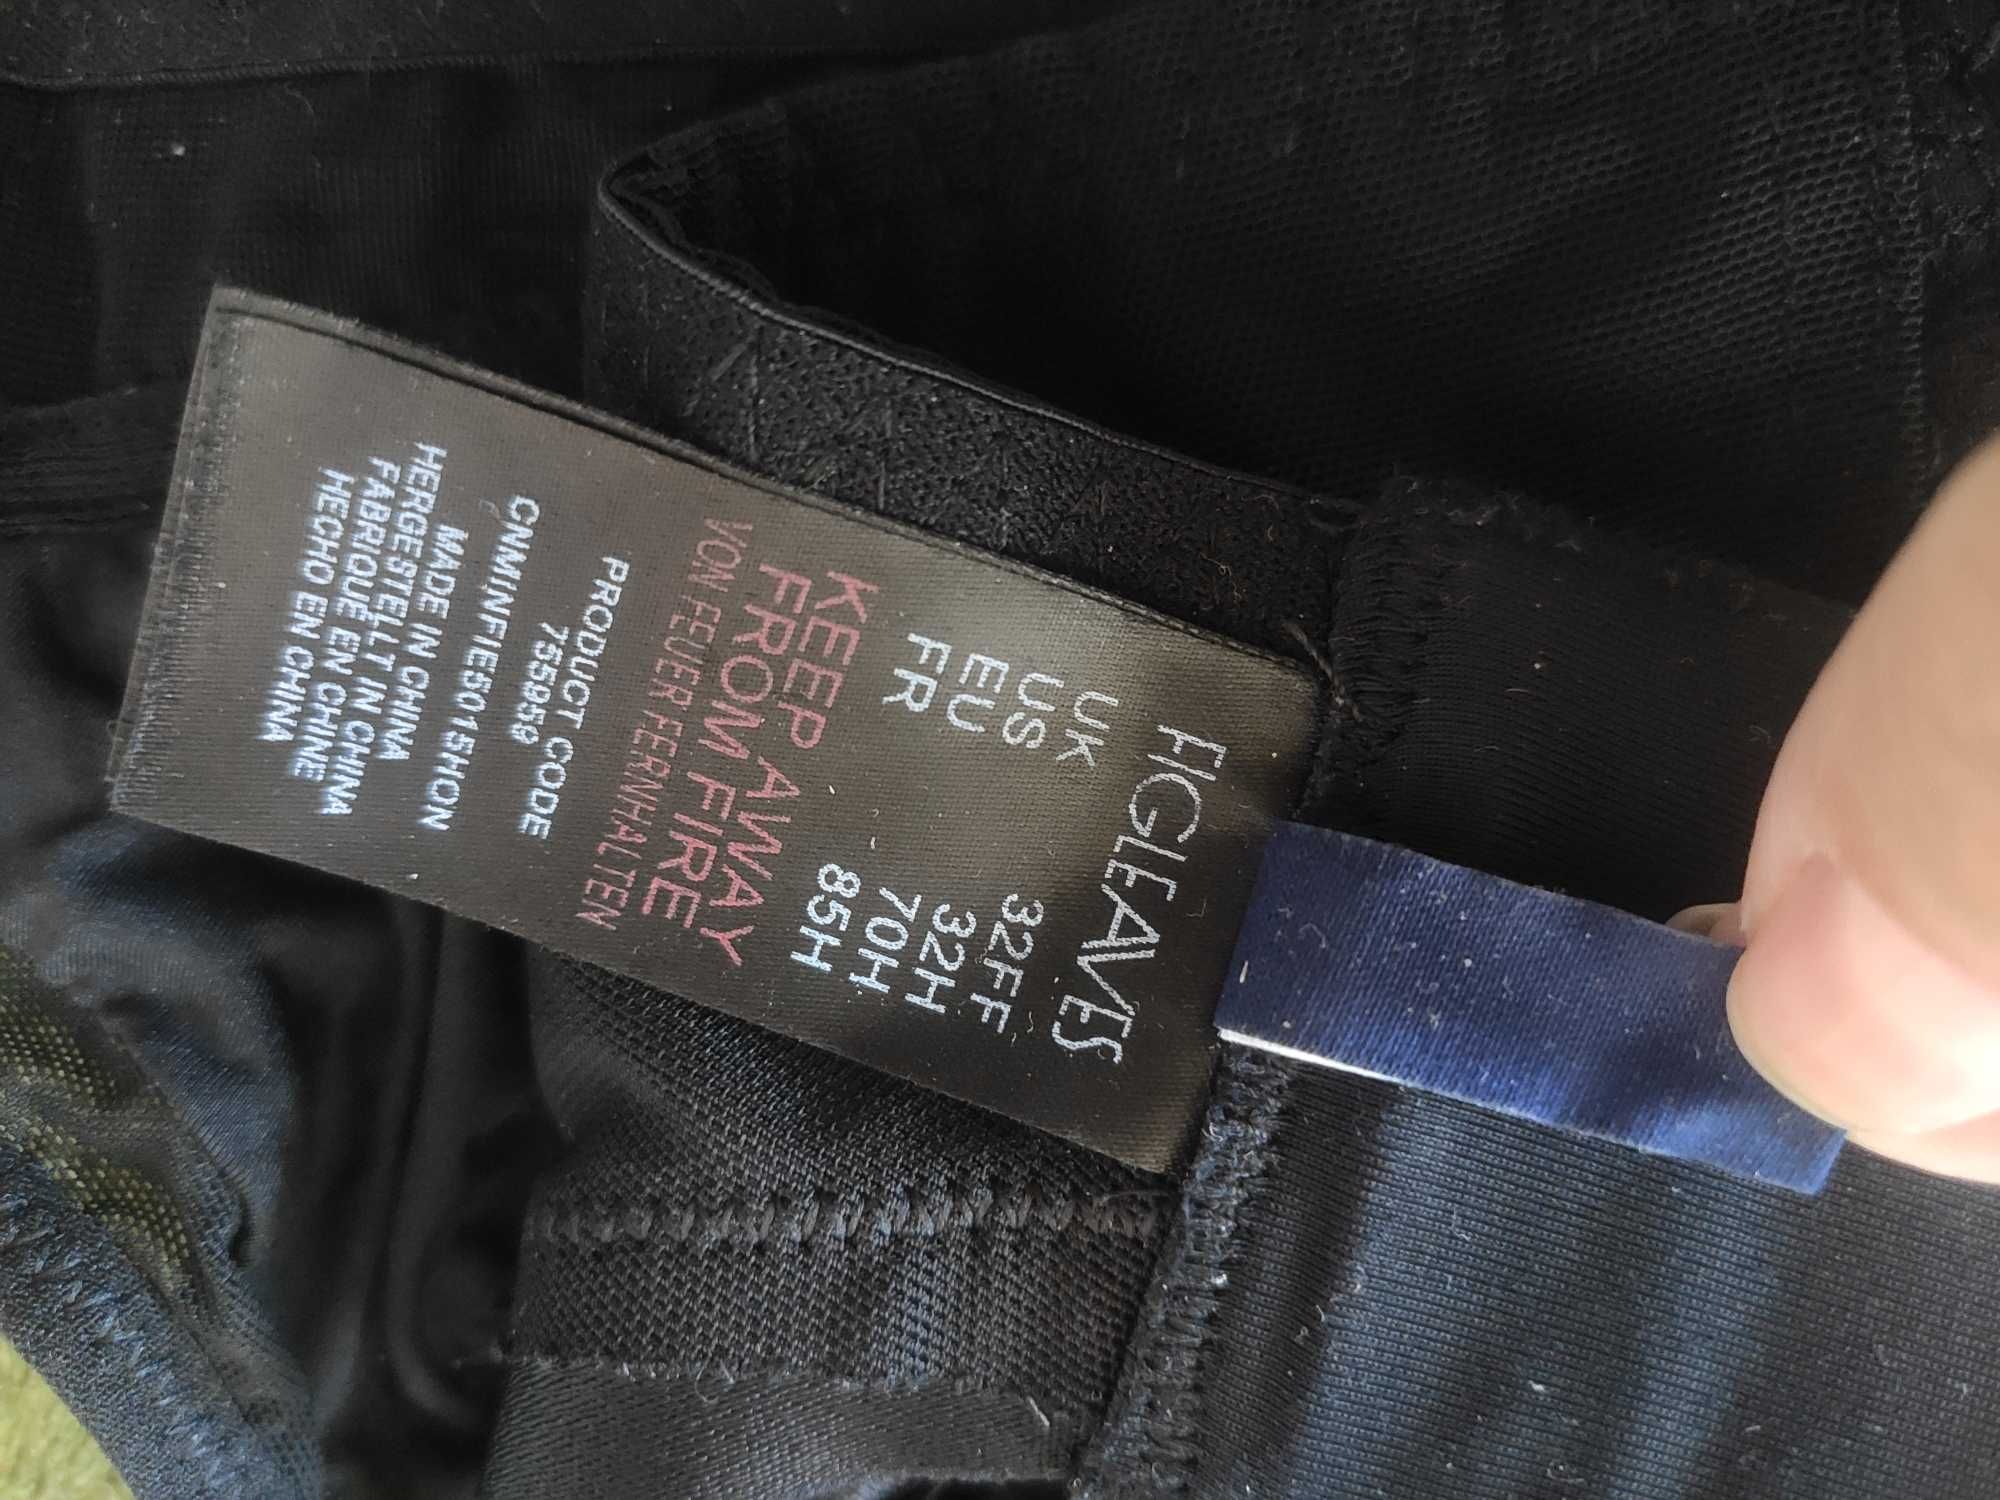 FIGLEAVES
UK 32FF
US 32H
EU 70H
FR 85H
KEEP AWAY
FROM FIRE
VON FEUER FERNHALTEN
PRODUCT CODE
755959
CNMINFIE5015HON
MADE IN CHINA
HERGESTELLT IN CHINA
FABRIQUE EN CHINE
HECHO EN CHINA